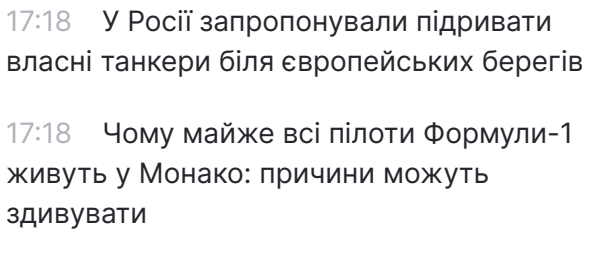 17:18 У Росії запропонували підривати
власні танкери біля європейських берегів
17:18 Чому майже всі пілоти Формули-1
живуть у Монако: причини можуть
здивувати